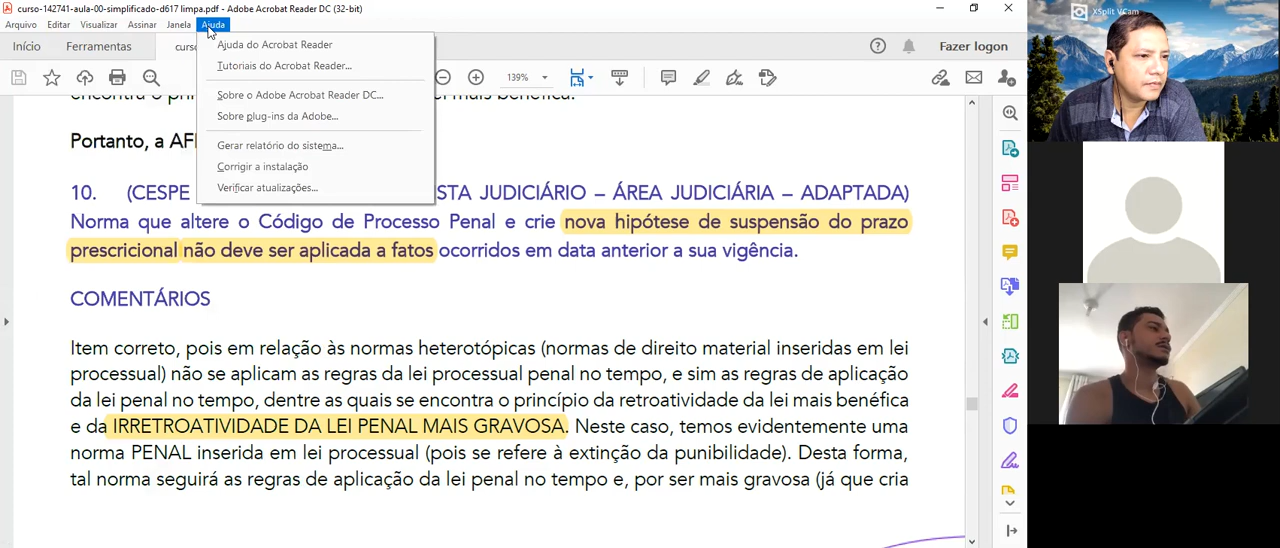 curso-142741-aula-00-simplificado-d617 limpa.pdf - Adobe Acrobat Reader DC (32-bit)
Arquivo Editar Visualizar Assinar Janela Ajuda
Início Ferramentas Fazer logon
139%
Ajuda do Acrobat Reader
Tutoriais do Acrobat Reader...
Sobre o Adobe Acrobat Reader DC...
Sobre plug-ins da Adobe...
Gerar relatório do sistema...
Corrigir a instalação
Verificar atualizações...
XSplit VCam
mais benéfica.
Portanto, a
10. (CESPE JUDICIÁRIO – ÁREA JUDICIÁRIA – ADAPTADA)
Norma que altere o Código de Processo Penal e crie nova hipótese de suspensão do prazo
prescricional não deve ser aplicada a fatos ocorridos em data anterior a sua vigência.
COMENTÁRIOS
Item correto, pois em relação às normas heterotópicas (normas de direito material inseridas em lei
processual) não se aplicam as regras da lei processual penal no tempo, e sim as regras de aplicação
da lei penal no tempo, dentre as quais se encontra o princípio da retroatividade da lei mais benéfica
e da IRRETROATIVIDADE DA LEI PENAL MAIS GRAVOSA. Neste caso, temos evidentemente uma
norma PENAL inserida em lei processual (pois se refere à extinção da punibilidade). Desta forma,
tal norma seguirá as regras de aplicação da lei penal no tempo e, por ser mais gravosa (já que cria